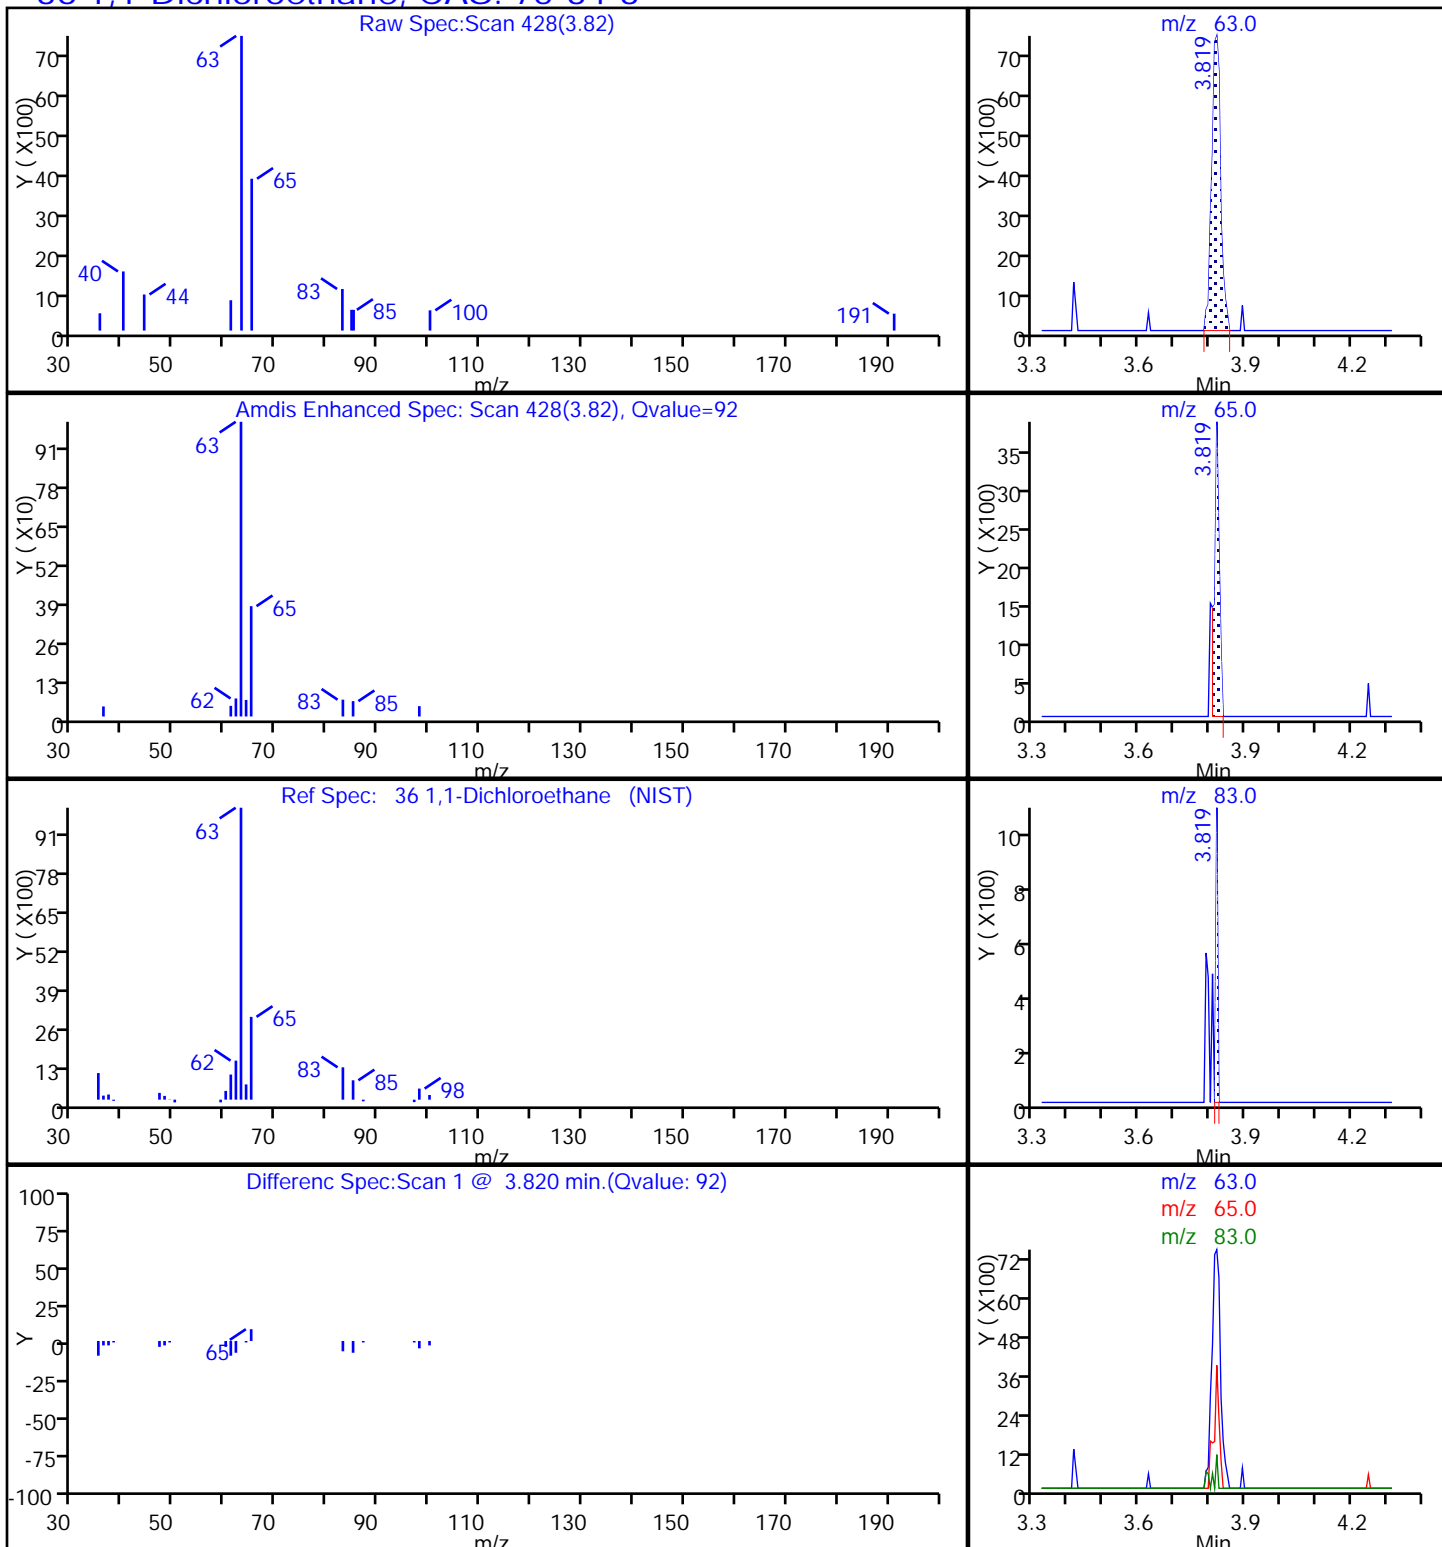 Raw Spec:Scan 428(3.82)
Y ( X100)
70
60
50
40
30
20
10
0
63
65
40
44
83
85
100
191
30 50 70 90 110 130 150 170 190
m/z
m/z 63.0
Y ( X100)
70
60
50
40
30
20
10
0
3.819
3.3 3.6 3.9 4.2
Min
Amdis Enhanced Spec: Scan 428(3.82), Qvalue=92
Y ( X10)
91
78
65
52
39
26
13
0
63
65
62
83
85
30 50 70 90 110 130 150 170 190
m/z
m/z 65.0
Y ( X100)
35
30
25
20
15
10
5
0
3.819
3.3 3.6 3.9 4.2
Min
Ref Spec: 36 1,1-Dichloroethane (NIST)
Y ( X100)
91
78
65
52
39
26
13
0
63
65
62
83
85
98
30 50 70 90 110 130 150 170 190
m/z
m/z 83.0
Y ( X100)
10
8
6
4
2
0
3.819
3.3 3.6 3.9 4.2
Min
Differenc Spec:Scan 1 @ 3.820 min.(Qvalue: 92)
Y
100
75
50
25
0
-25
-50
-75
-100
65
30 50 70 90 110 130 150 170 190
m/z
m/z 63.0
m/z 65.0
m/z 83.0
Y ( X100)
72
60
48
36
24
12
0
3.3 3.6 3.9 4.2
Min